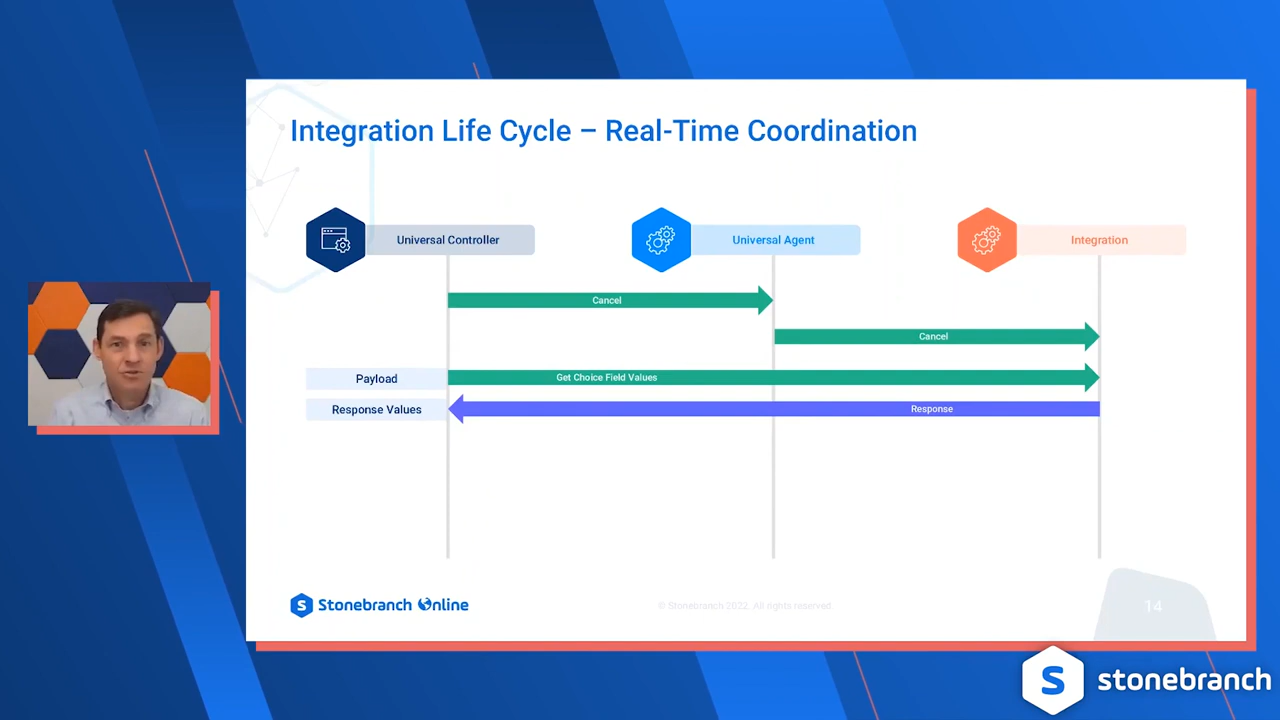 Integration Life Cycle – Real-Time Coordination
Universal Controller
Universal Agent
Integration
Cancel
Cancel
Payload
Get Choice Field Values
Response Values
Response
S Stonebranch Online
© Stonebranch 2022. All rights reserved
14
S stonebranch